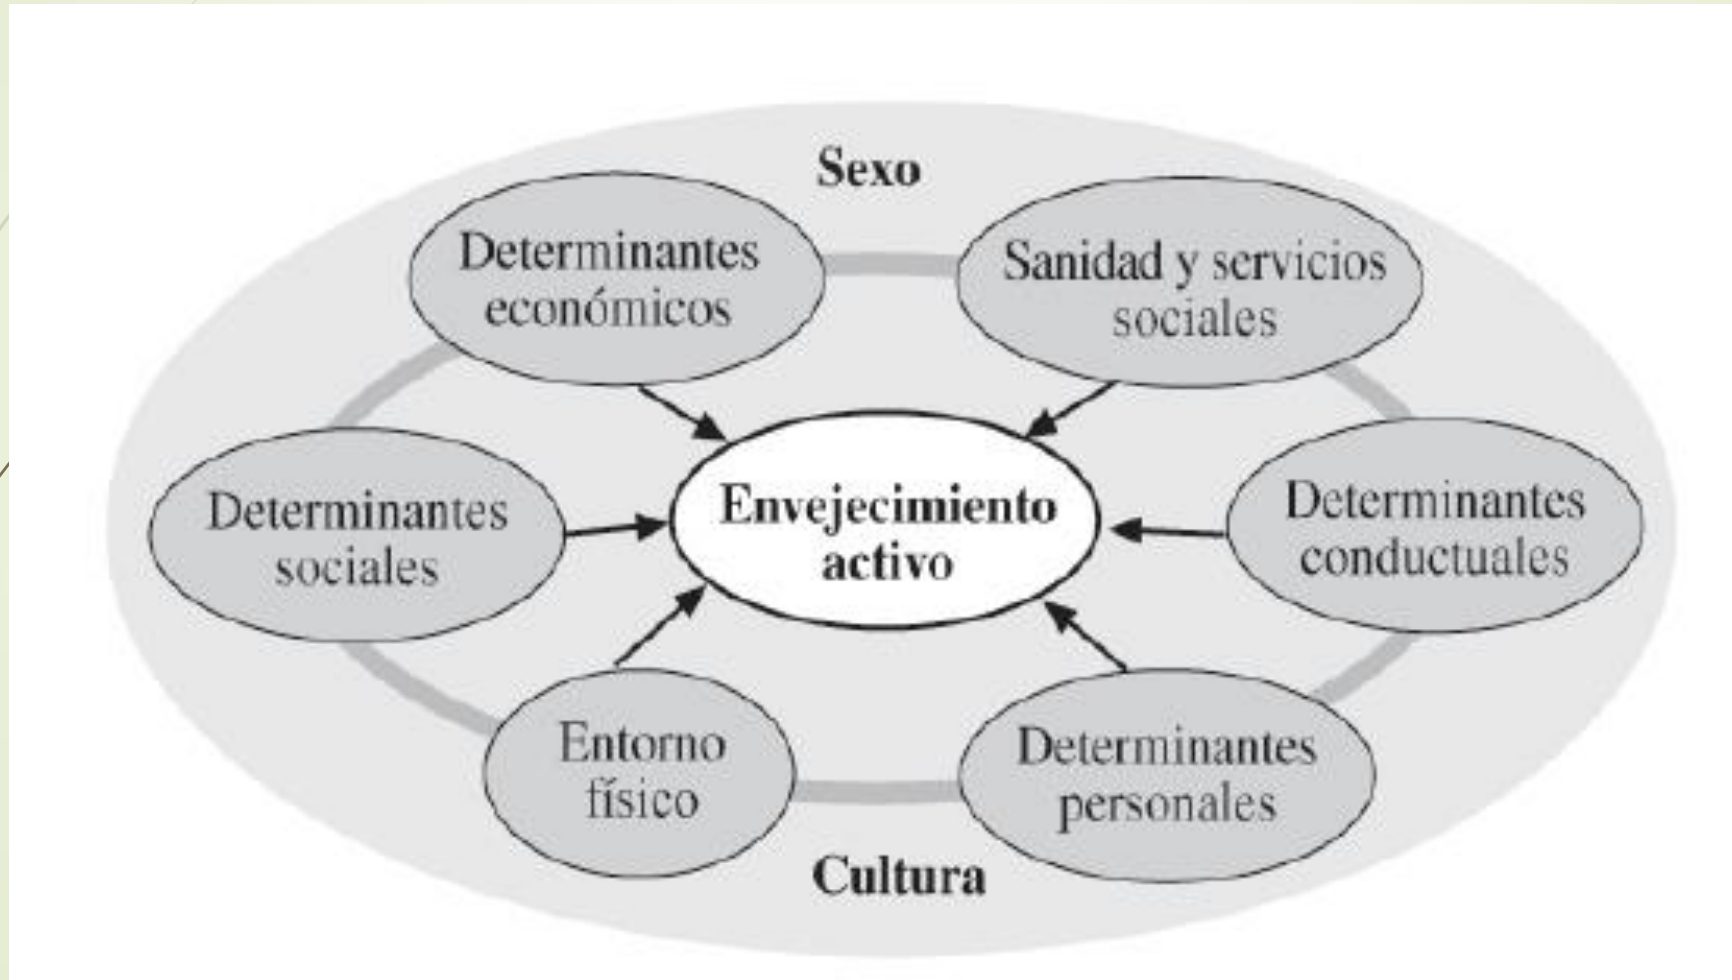 Sexo
Determinantes
económicos
Sanidad y servicios
sociales
Determinantes
sociales
Envejecimiento
activo
Determinantes
conductuales
Entorno
físico
Determinantes
personales
Cultura